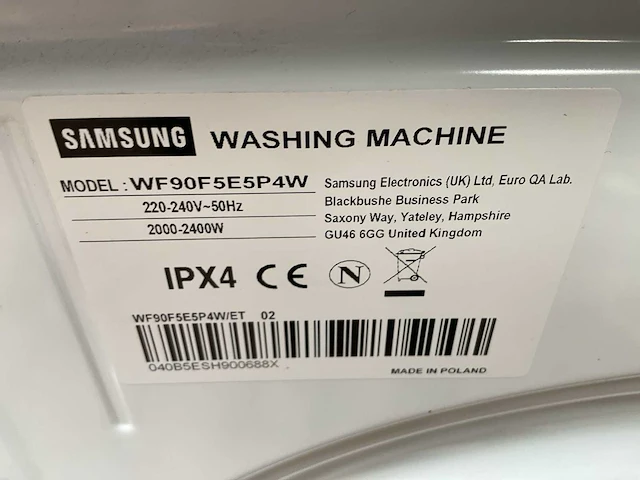 SAMSUNG WASHING MACHINE
MODEL : WF90F5E5P4W
220-240V~50Hz
2000-2400W
Samsung Electronics (UK) Ltd, Euro QA Lab.
Blackbushe Business Park
Saxony Way, Yateley, Hampshire
GU46 6GG United Kingdom
IPX4 CE N
WF90F5E5P4W/ET 02
040B5ESH900688X
MADE IN POLAND